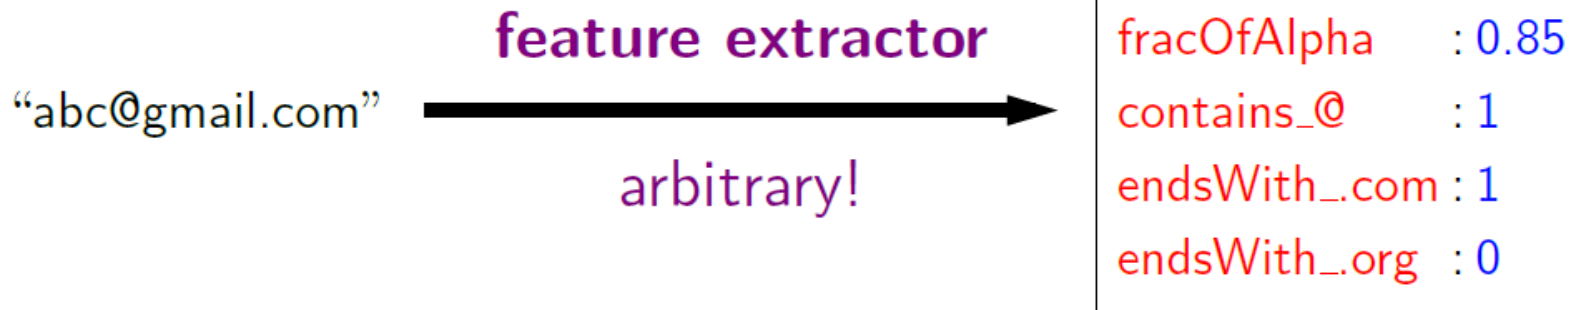 feature extractor
“abc@gmail.com”
arbitrary!
fracOfAlpha : 0.85
contains_@ : 1
endsWith_.com : 1
endsWith_.org : 0